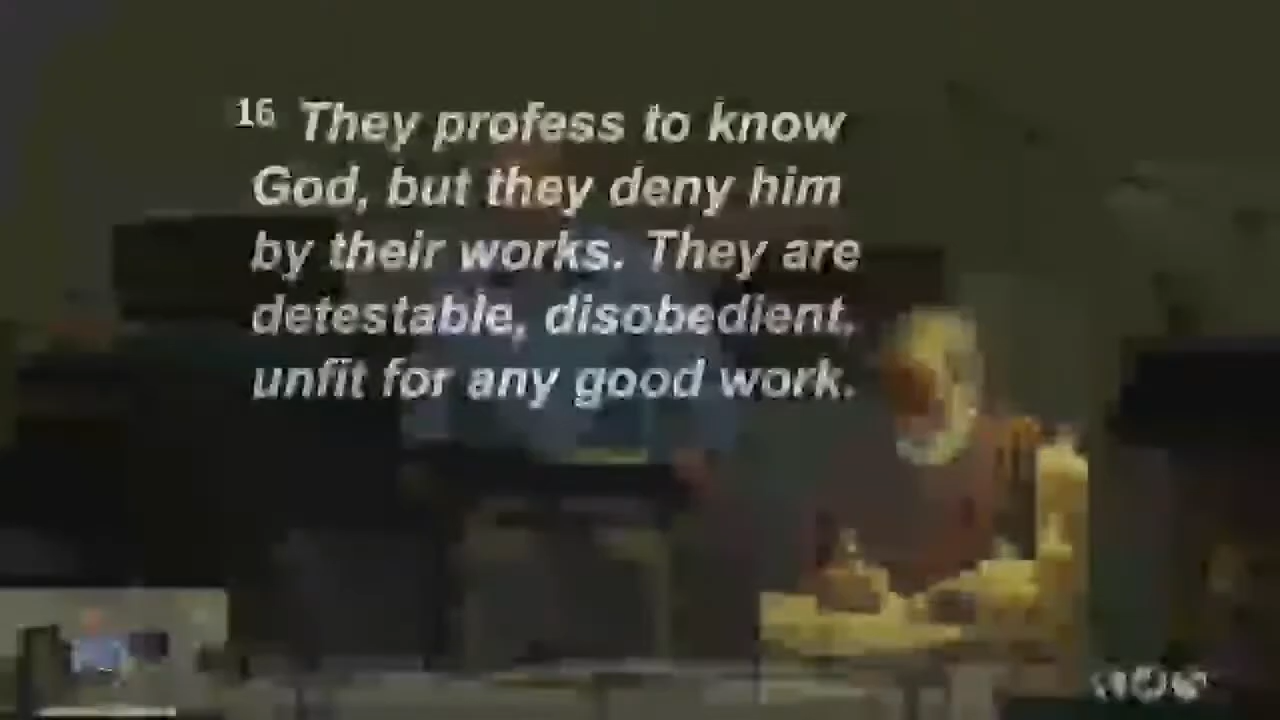 16 They profess to know
God, but they deny him
by their works. They are
detestable, disobedient,
unfit for any good work.